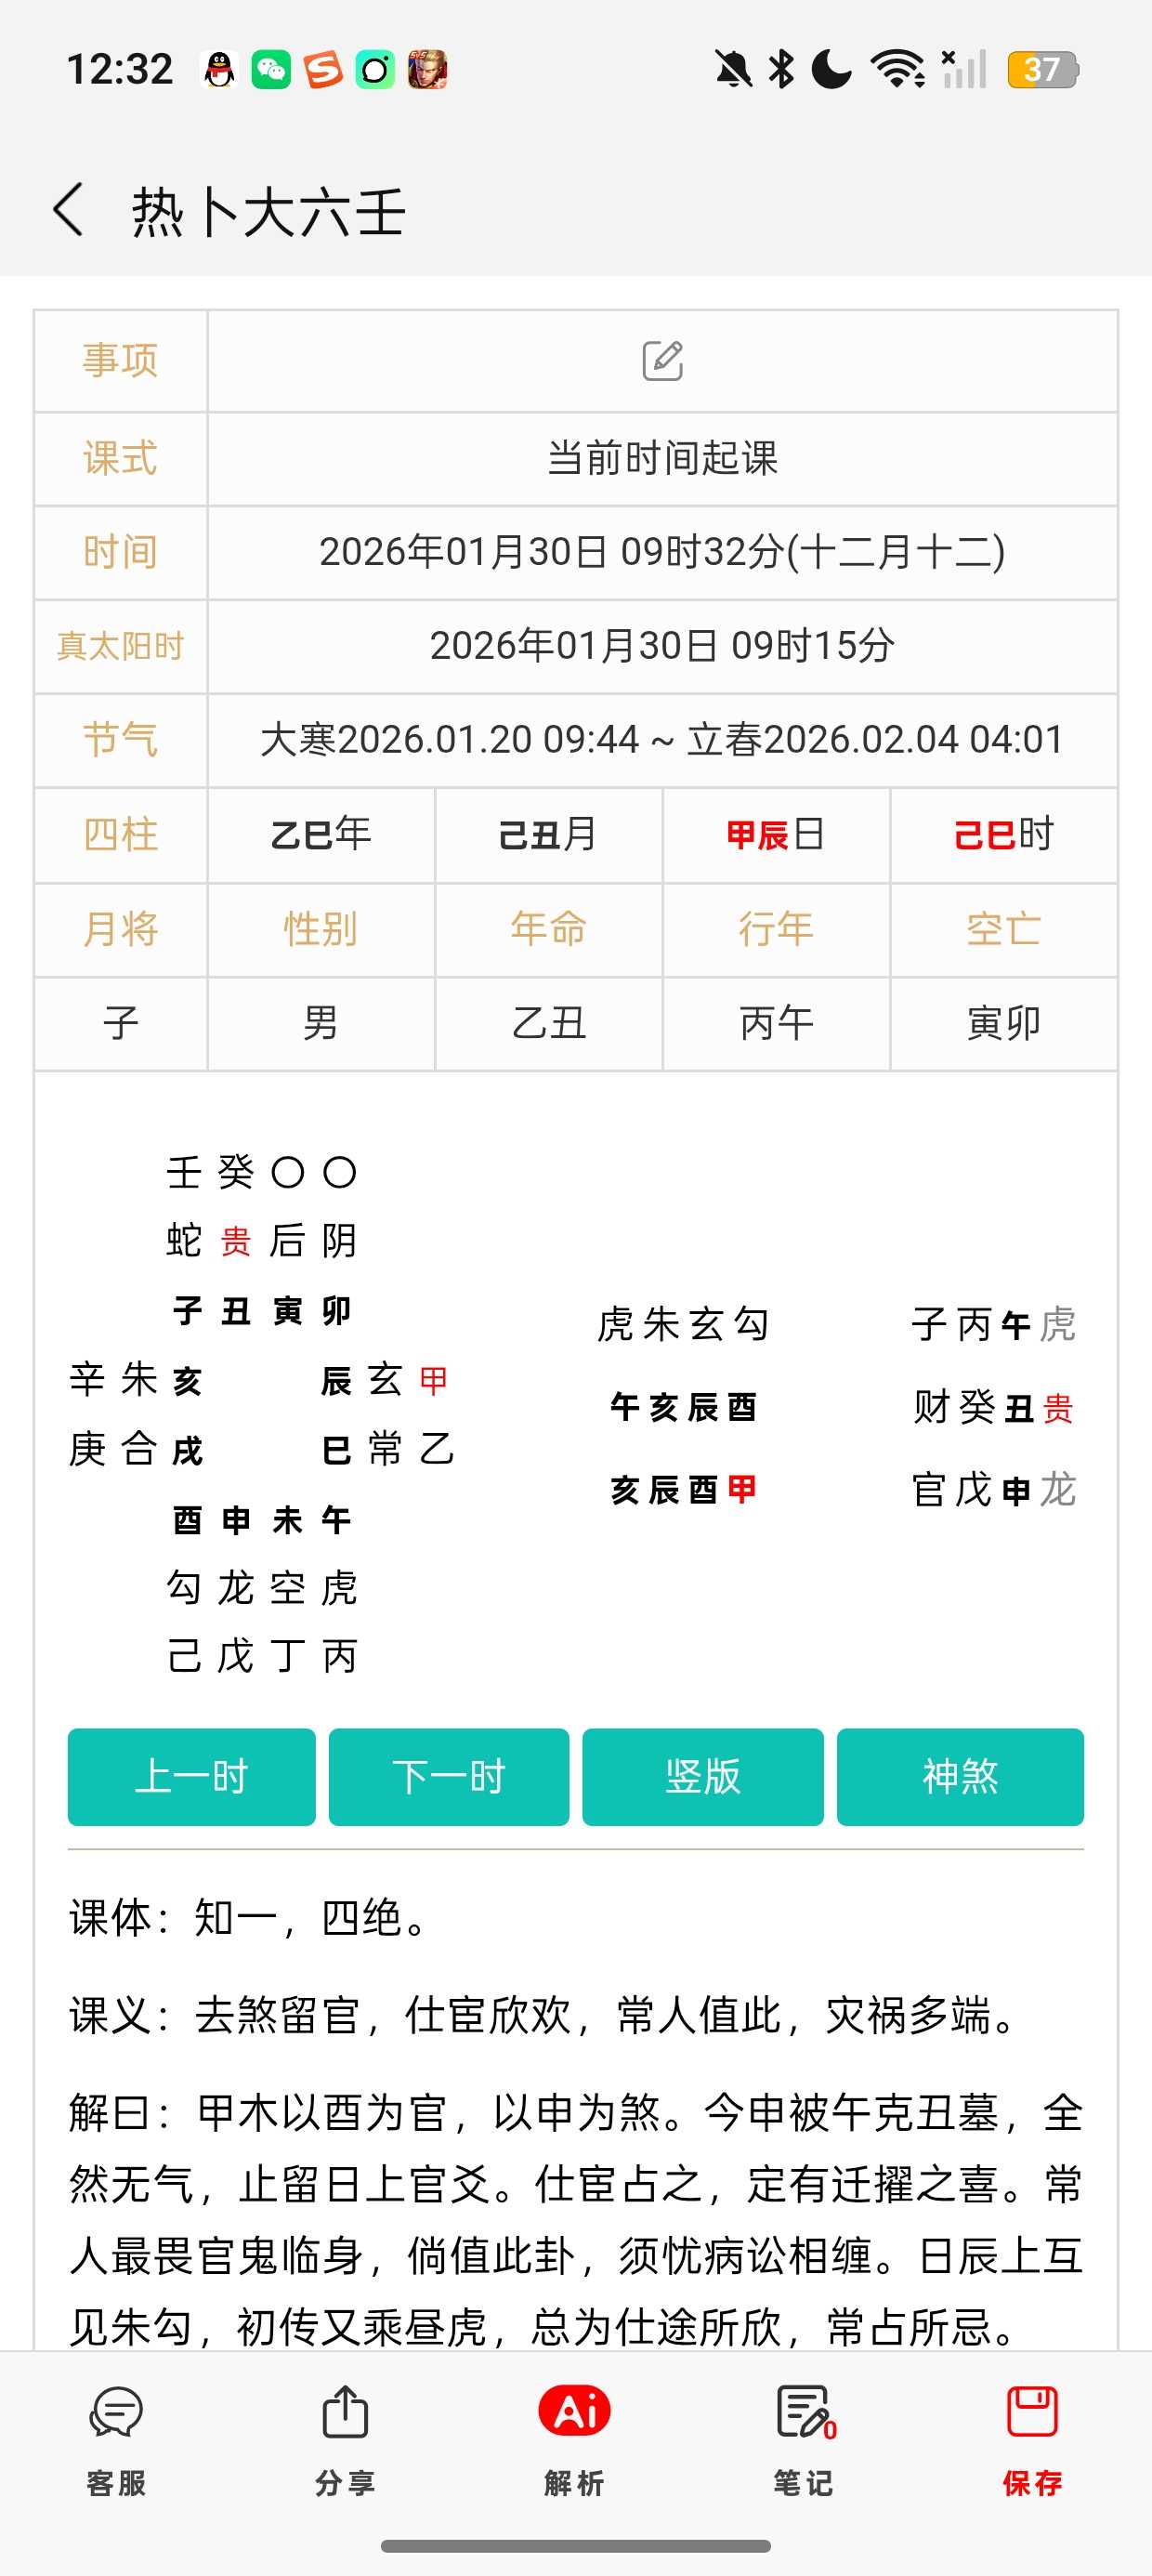 12:32
37
热卜大六壬
事项
课式 当前时间起课
时间 2026年01月30日 09时32分(十二月十二)
真太阳时 2026年01月30日 09时15分
节气 大寒2026.01.20 09:44 ~ 立春2026.02.04 04:01
四柱 乙巳年 己丑月 甲辰日 己巳时
月将 性别 年命 行年 空亡
子 男 乙丑 丙午 寅卯
壬 癸 〇 〇
蛇 贵 后 阴
子 丑 寅 卯
辛 朱 亥 辰 玄 甲
庚 合 戌 巳 常 乙
酉 申 未 午
勾 龙 空 虎
己 戊 丁 丙
虎 朱 玄 勾
午 亥 辰 酉
亥 辰 酉 甲
子 丙 午 虎
财 癸 丑 贵
官 戊 申 龙
上一时 下一时 竖版 神煞
课体：知一，四绝。
课义：去煞留官，仕宦欣欢，常人值此，灾祸多端。
解曰：甲木以酉为官，以申为煞。今申被午克丑墓，全
然无气，止留日上官爻。仕宦占之，定有迁擢之喜。常
人最畏官鬼临身，倘值此卦，须忧病讼相缠。日辰上互
见朱勾，初传又乘昼虎，总为仕途所欣，常占所忌。
客服 分享 Ai 解析 0 笔记 保存